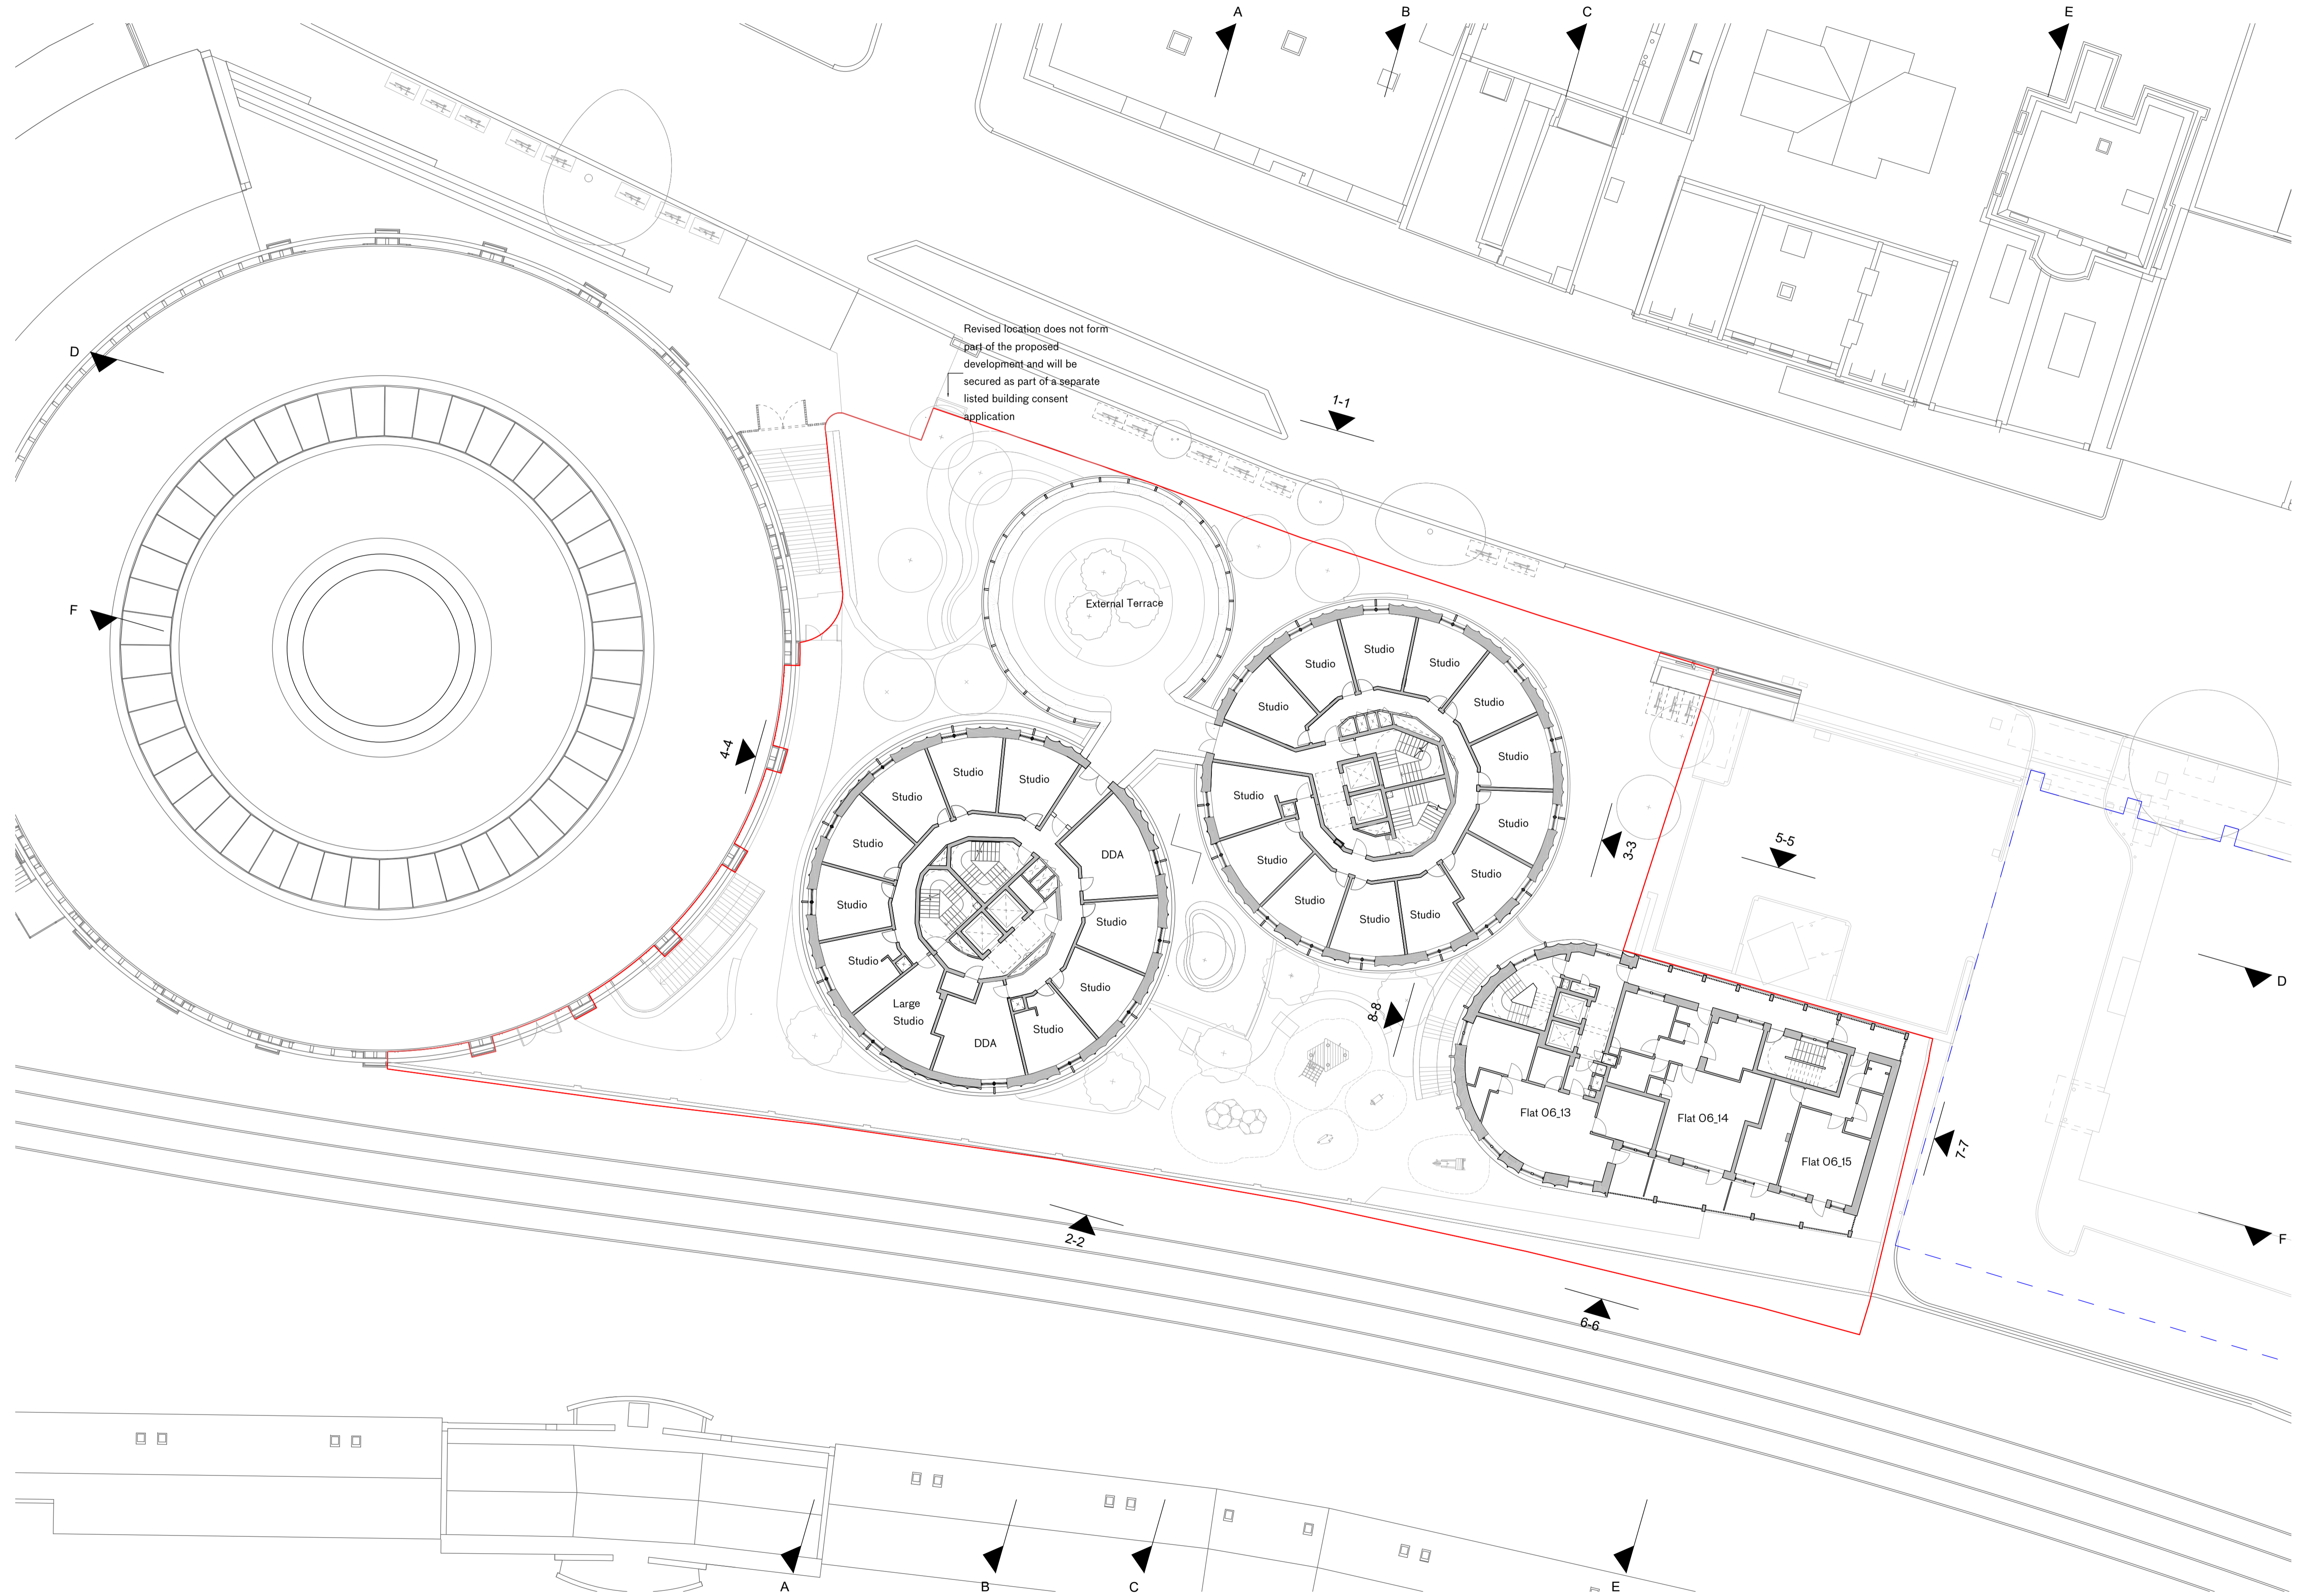 A
B
C
E
Revised location does not form
part of the proposed
development and will be
secured as part of a separate
listed building consent
application
D
1-1
External Terrace
F
Studio
Studio
Studio
Studio
Studio
Studio
Studio
Studio
Studio
Studio
Studio
Studio
Studio
4-4
3-3
5-5
Studio
Studio
Studio
Studio
Studio
Studio
DDA
Studio
Studio
Studio
Large
Studio
DDA
8-8
D
Flat 06_13
Flat 06_14
Flat 06_15
7-7
2-2
F
6-6
A
B
C
E